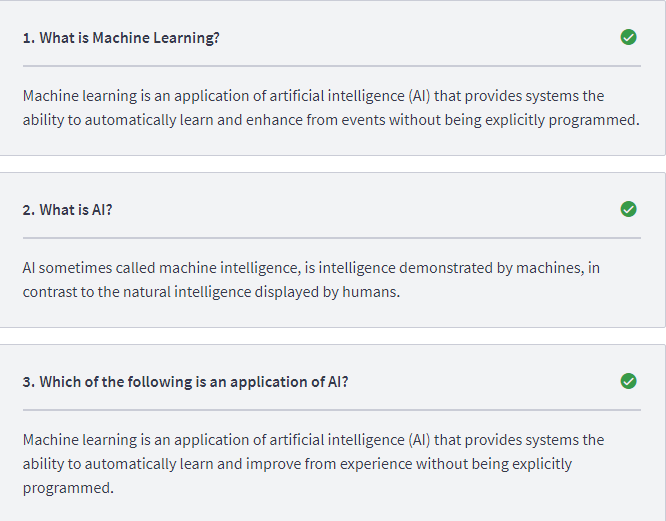 1. What is Machine Learning?
Machine learning is an application of artificial intelligence (AI) that provides systems the
ability to automatically learn and enhance from events without being explicitly programmed.
2. What is AI?
AI sometimes called machine intelligence, is intelligence demonstrated by machines, in
contrast to the natural intelligence displayed by humans.
3. Which of the following is an application of AI?
Machine learning is an application of artificial intelligence (AI) that provides systems the
ability to automatically learn and improve from experience without being explicitly
programmed.